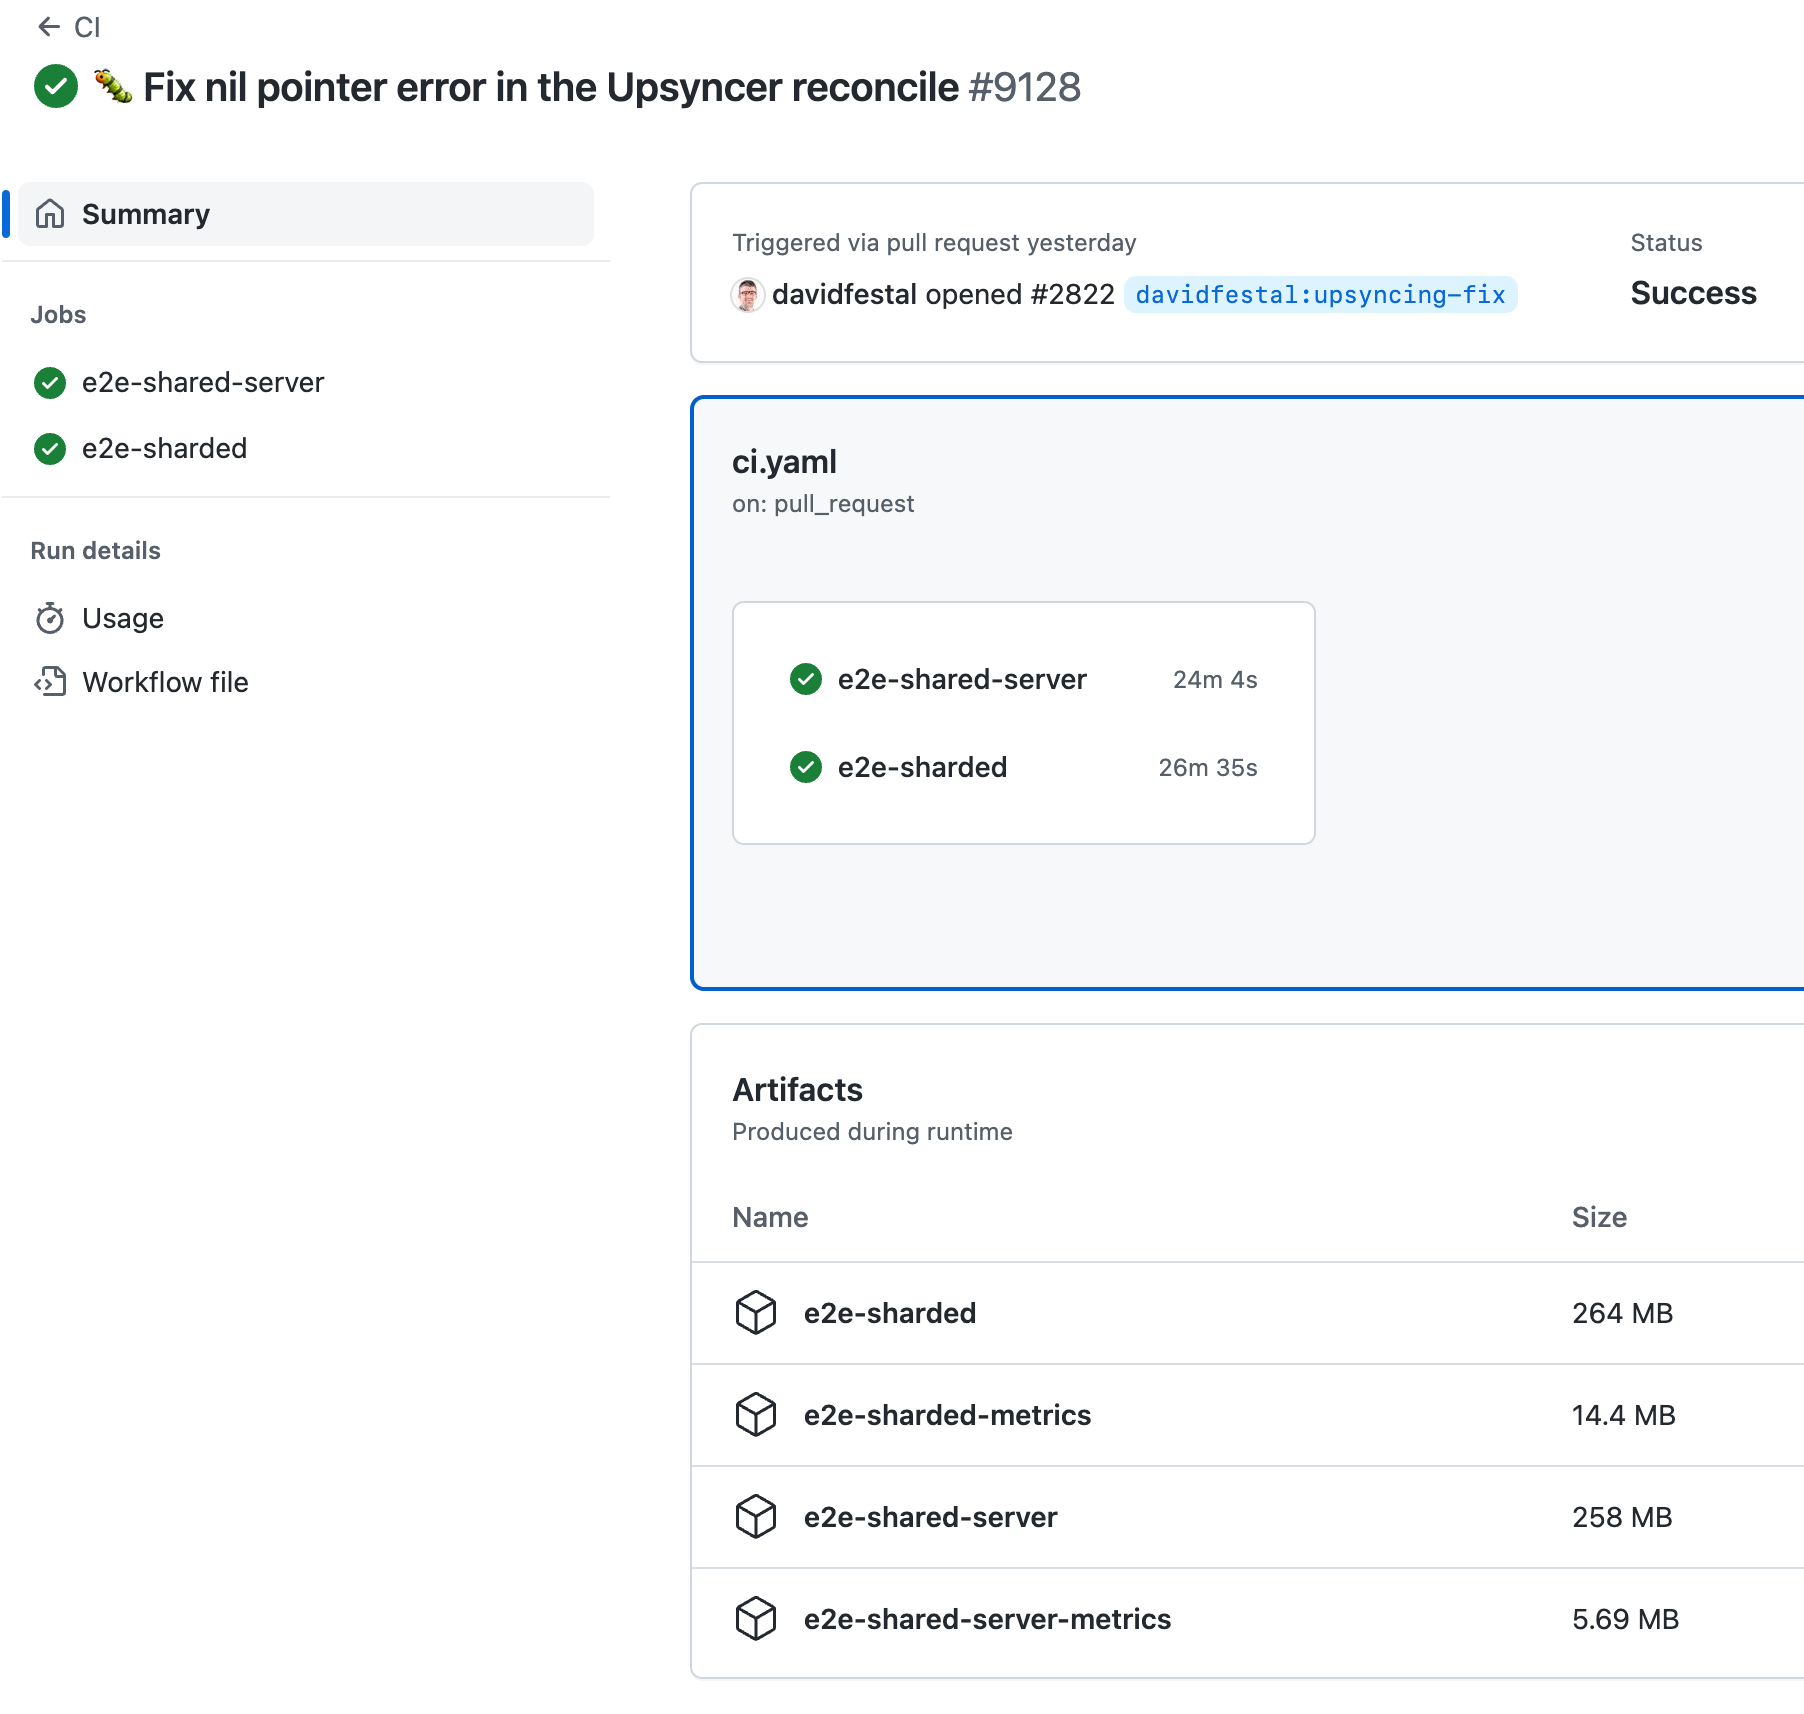 CI
Fix nil pointer error in the Upsyncer reconcile #9128
Summary
Jobs
e2e-shared-server
e2e-sharded
Run details
Usage
Workflow file
Triggered via pull request yesterday
davidfestal opened #2822 davidfestal:upsyncing-fix
Status
Success
ci.yaml
on: pull_request
e2e-shared-server 24m 4s
e2e-sharded 26m 35s
Artifacts
Produced during runtime
Name Size
e2e-sharded 264 MB
e2e-sharded-metrics 14.4 MB
e2e-shared-server 258 MB
e2e-shared-server-metrics 5.69 MB